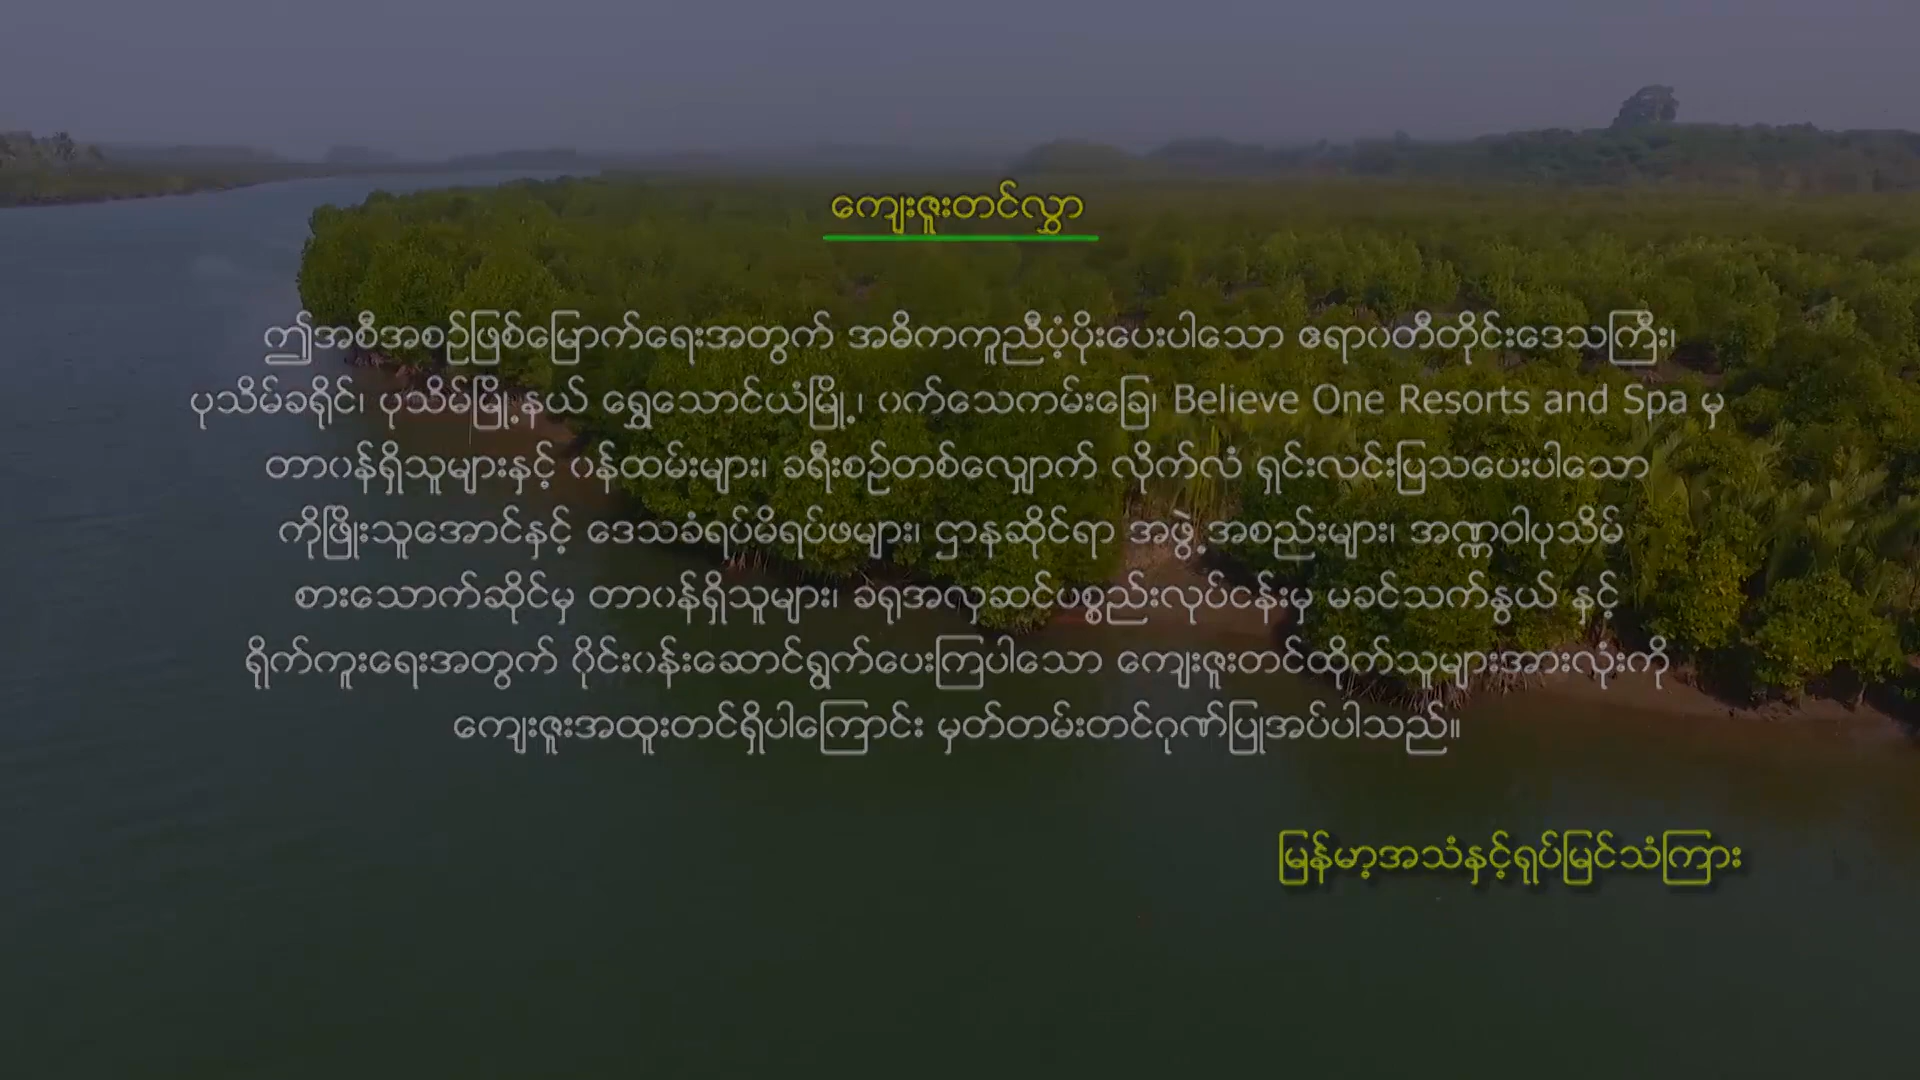 ကျေးဇူးတင်လွှာ
ဤအစီအစဉ်ဖြစ်မြောက်ရေးအတွက် အဓိကကူညီပံ့ပိုးပေးပါသော ဧရာဝတီတိုင်းဒေသကြီး၊
ပုသိမ်ခရိုင်၊ ပုသိမ်မြို့နယ် ရွှေသောင်ယံမြို့၊ ဝက်သေကမ်းခြေ၊ Believe One Resorts and Spa မှ
တာဝန်ရှိသူများနှင့် ဝန်ထမ်းများ၊ ခရီးစဉ်တစ်လျှောက် လိုက်လံ ရှင်းလင်းပြသပေးပါသော
ကိုဖြိုးသူအောင်နှင့် ဒေသခံရပ်မိရပ်ဖများ၊ ဌာနဆိုင်ရာ အဖွဲ့အစည်းများ၊ အဏ္ဏဝါပုသိမ်
စားသောက်ဆိုင်မှ တာဝန်ရှိသူများ၊ ခရုအလှဆင်ပစ္စည်းလုပ်ငန်းမှ မခင်သက်နွယ် နှင့်
ရိုက်ကူးရေးအတွက် ဝိုင်းဝန်းဆောင်ရွက်ပေးကြပါသော ကျေးဇူးတင်ထိုက်သူများအားလုံးကို
ကျေးဇူးအထူးတင်ရှိပါကြောင်း မှတ်တမ်းတင်ဂုဏ်ပြုအပ်ပါသည်။
မြန်မာ့အသံနှင့်ရုပ်မြင်သံကြား